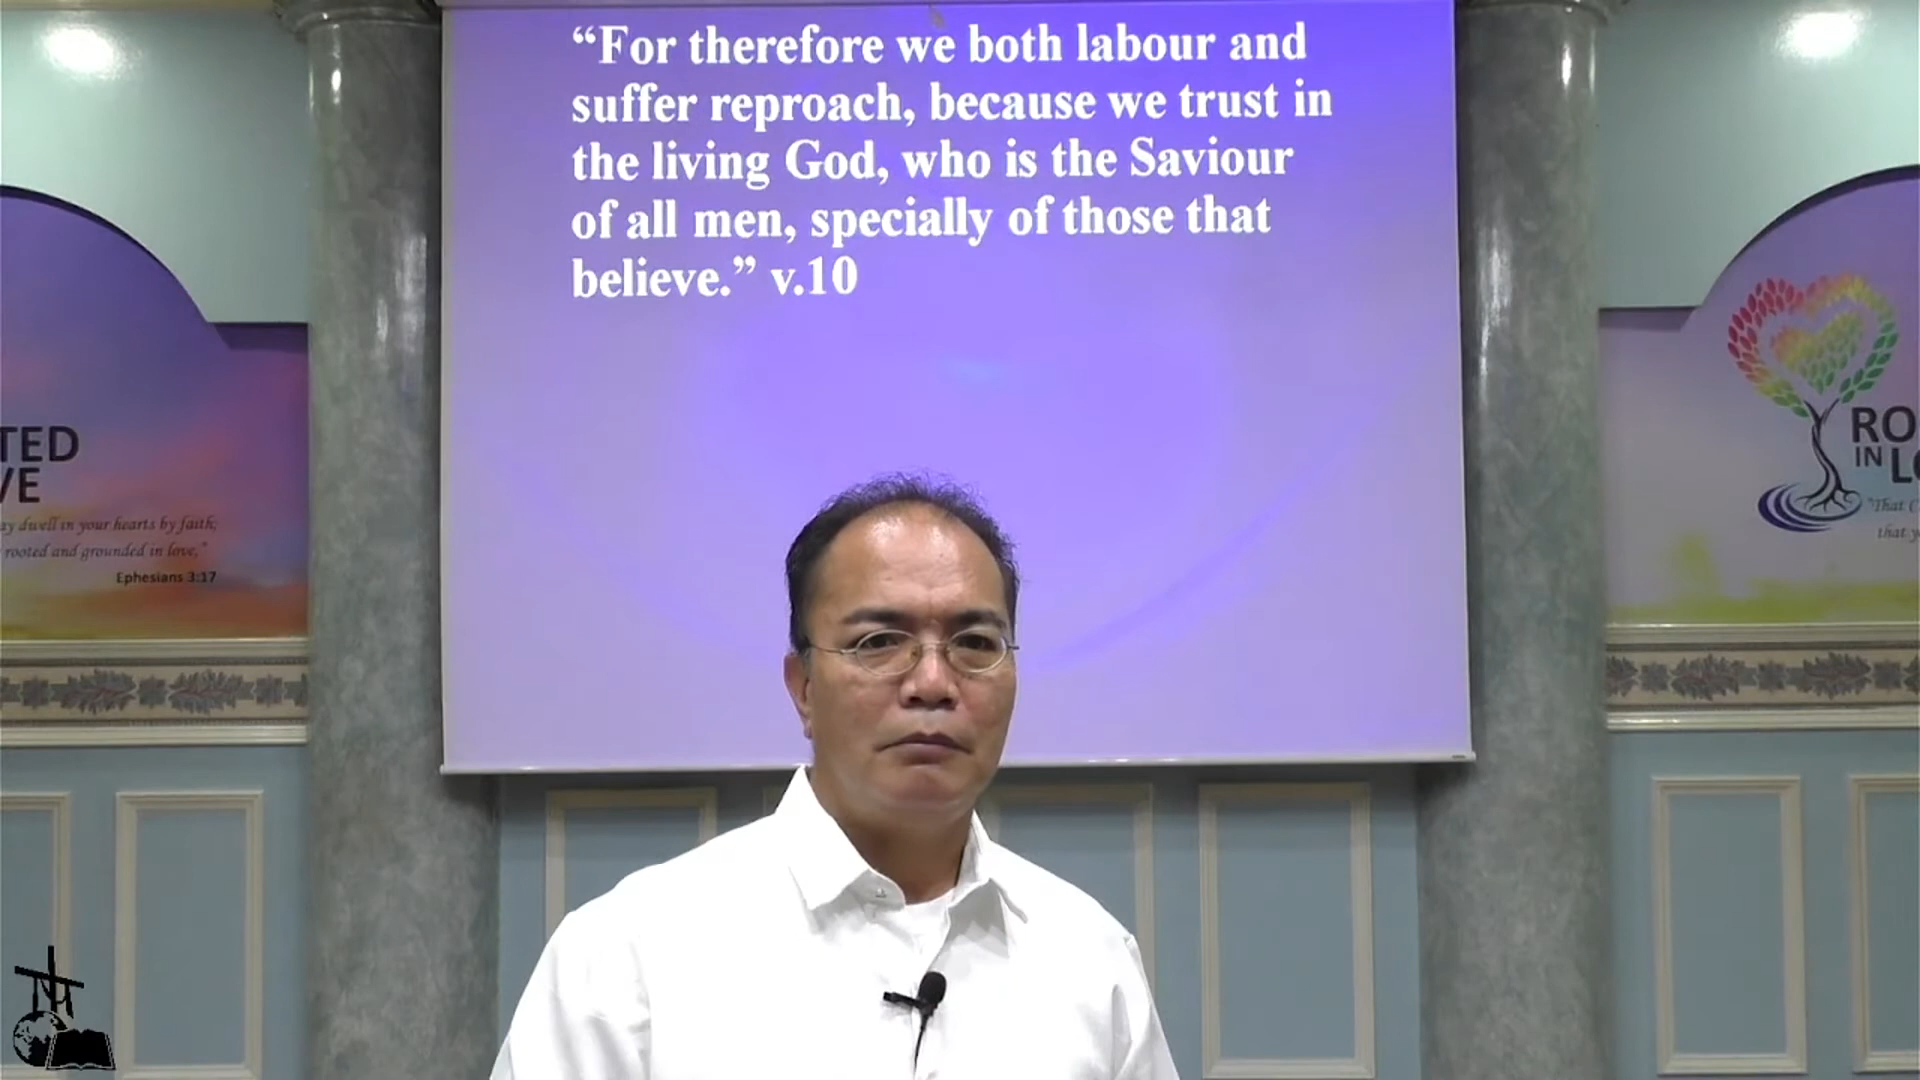 “For therefore we both labour and
suffer reproach, because we trust in
the living God, who is the Saviour
of all men, specially of those that
believe.” v.10
TED
VE
ay dwell in your hearts by faith;
rooted and grounded in love,”
Ephesians 3:17
RO
IN LO
"That C
that y